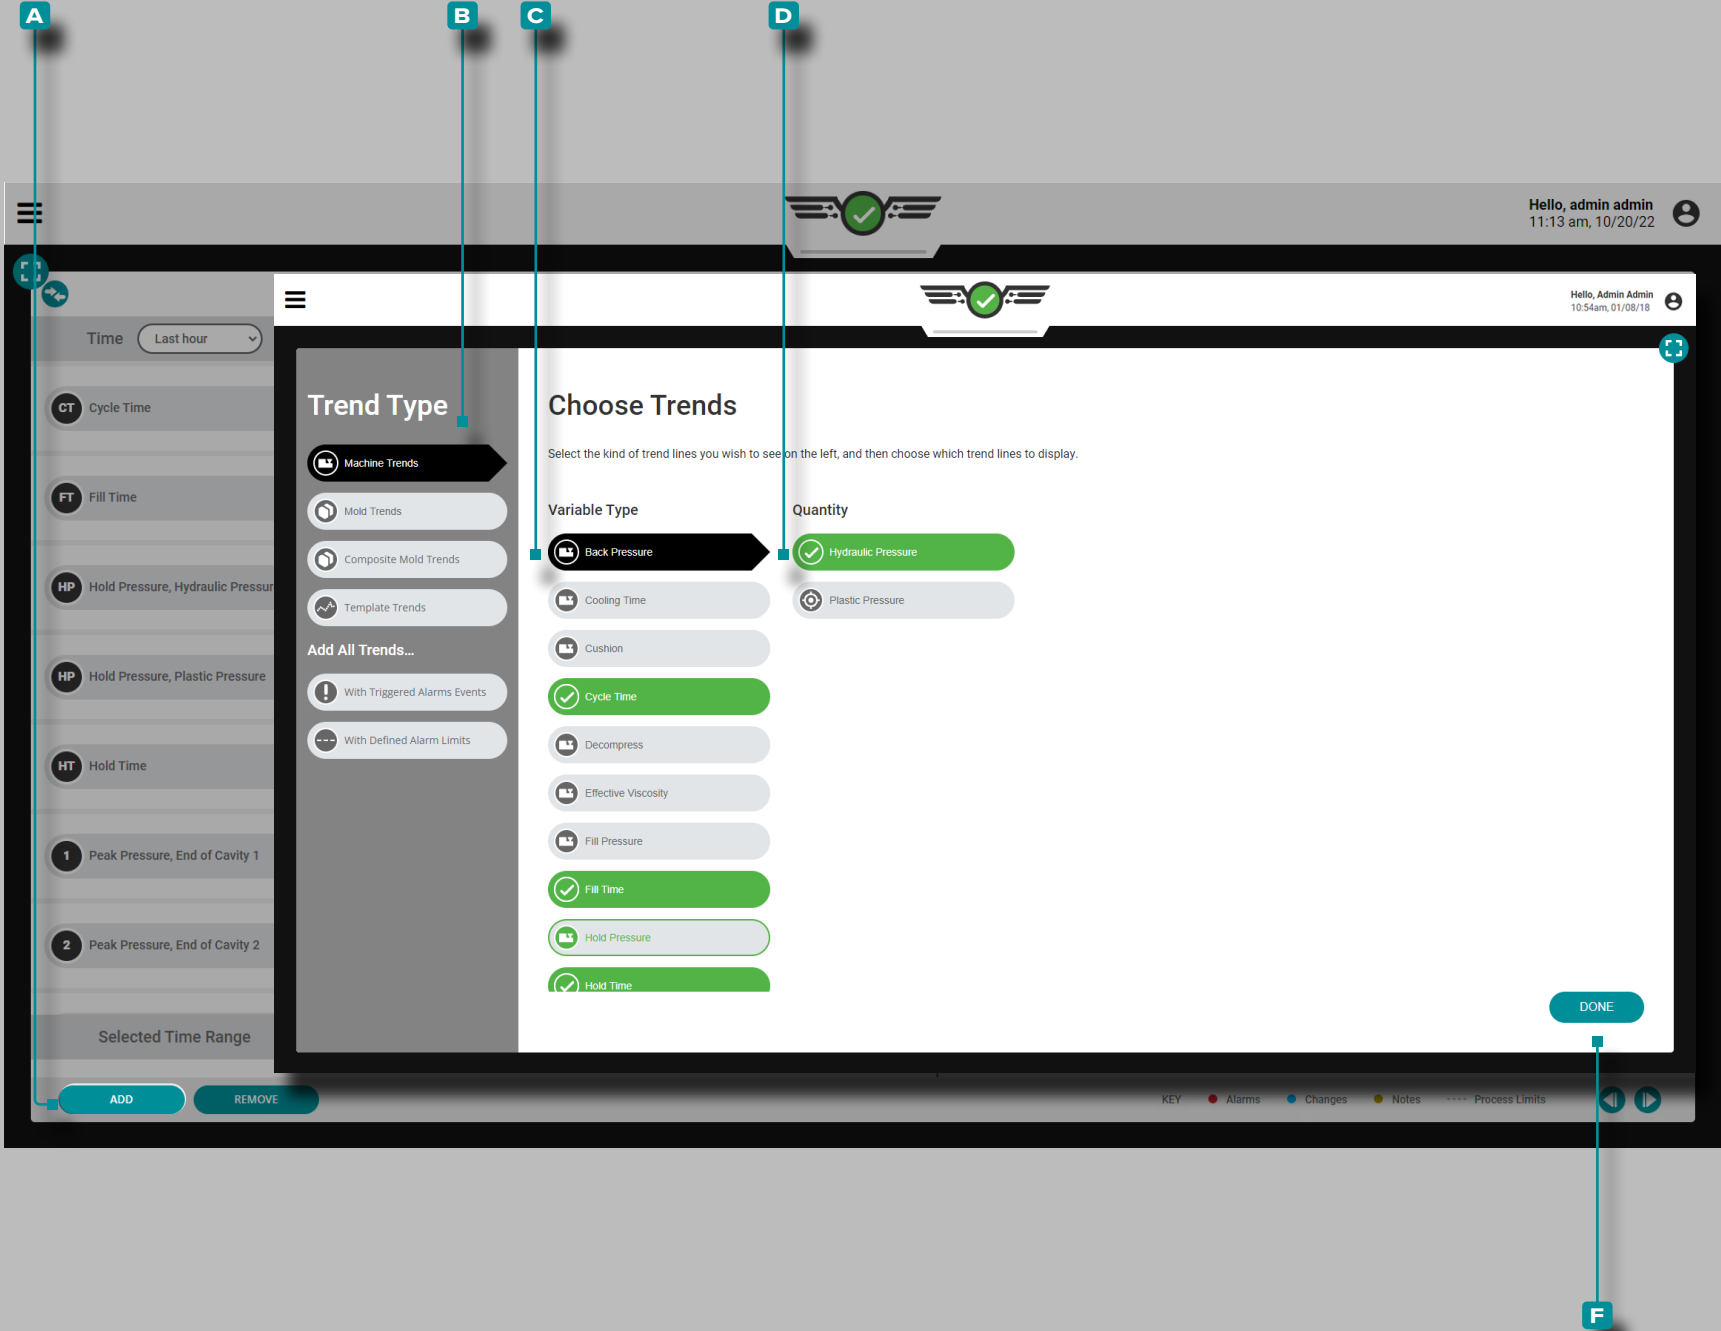 A
B
C
D
Hello, admin admin
11:13 am, 10/20/22
Hello, Admin Admin
10:54am, 01/08/18
Time
Last hour
CT
Cycle Time
FT
Fill Time
HP
Hold Pressure, Hydraulic Pressur
HP
Hold Pressure, Plastic Pressure
HT
Hold Time
1
Peak Pressure, End of Cavity 1
2
Peak Pressure, End of Cavity 2
Selected Time Range
ADD
REMOVE
Trend Type
Machine Trends
Mold Trends
Composite Mold Trends
Template Trends
Add All Trends...
With Triggered Alarms Events
With Defined Alarm Limits
Choose Trends
Select the kind of trend lines you wish to see on the left, and then choose which trend lines to display.
Variable Type
Back Pressure
Cooling Time
Cushion
Cycle Time
Decompress
Effective Viscosity
Fill Pressure
Fill Time
Hold Pressure
Hold Time
Quantity
Hydraulic Pressure
Plastic Pressure
DONE
KEY
Alarms
Changes
Notes
Process Limits
F